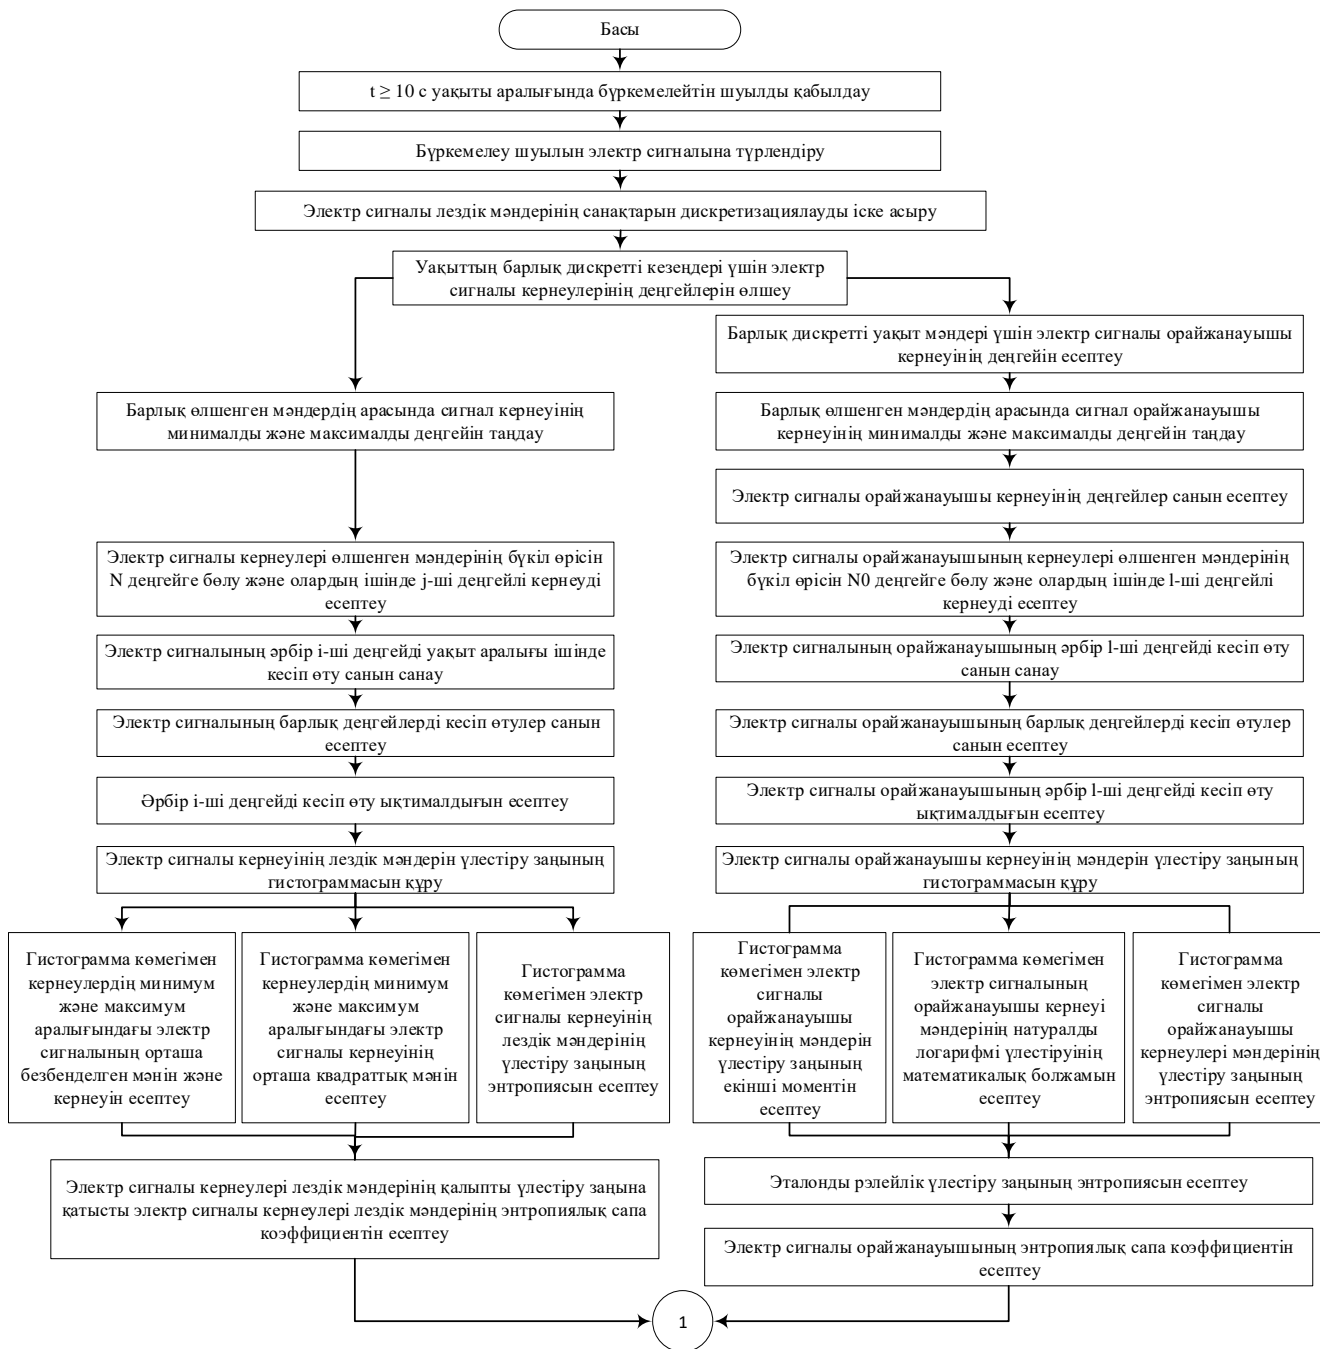 Басы
t ≥ 10 с уақыты аралығында бүркемелейтін шуылды қабылдау
Бүркемелеу шуылын электр сигналына түрлендіру
Электр сигналы лездік мәндерінің санақтарын дискретизациялауды іске асыру
Уақыттың барлық дискретті кезеңдері үшін электр
сигналы кернеулерінің деңгейлерін өлшеу
Барлық дискретті уақыт мәндері үшін электр сигналы орайжанауышы
кернеуінің деңгейін есептеу
Барлық өлшенген мәндердің арасында сигнал кернеуінің
минималды және максималды деңгейін таңдау
Барлық өлшенген мәндердің арасында сигнал орайжанауышы
кернеуінің минималды және максималды деңгейін таңдау
Электр сигналы орайжанауышы кернеуінің деңгейлер санын есептеу
Электр сигналы кернеулері өлшенген мәндерінің бүкіл өрісін
N деңгейге бөлу және олардың ішінде j-ші деңгейлі кернеуді
есептеу
Электр сигналы орайжанауышының кернеулері өлшенген мәндерінің
бүкіл өрісін N0 деңгейге бөлу және олардың ішінде l-ші деңгейлі
кернеуді есептеу
Электр сигналының әрбір i-ші деңгейді уақыт аралығы ішінде
кесіп өту санын санау
Электр сигналының орайжанауышының әрбір l-ші деңгейді кесіп өту
санын санау
Электр сигналының барлық деңгейлерді кесіп өтулер санын
есептеу
Электр сигналы орайжанауышының барлық деңгейлерді кесіп өтулер
санын есептеу
Әрбір i-ші деңгейді кесіп өту ықтималдығын есептеу
Электр сигналы орайжанауышының әрбір l-ші деңгейді кесіп өту
ықтималдығын есептеу
Электр сигналы кернеуінің лездік мәндерін үлестіру заңының
гистограммасын құру
Электр сигналы орайжанауышы кернеуінің мәндерін үлестіру заңының
гистограммасын құру
Гистограмма көмегімен
кернеулердің минимум
және максимум
аралығындағы электр
сигналының орташа
безбенделген мәнін және
кернеуін есептеу
Гистограмма көмегімен
кернеулердің минимум
және максимум
аралығындағы электр
сигналы кернеуінің
орташа квадраттық мәнін
есептеу
Гистограмма
көмегімен электр
сигналы кернеуінің
лездік мәндерінің
үлестіру заңының
энтропиясын есептеу
Гистограмма
көмегімен электр
сигналы
орайжанауышы
кернеуінің мәндерін
үлестіру заңының
екінші моментін
есептеу
Гистограмма көмегімен
электр сигналының
орайжанауышы кернеуі
мәндерінің натуралды
логарифмі үлестіруінің
математикалық болжамын
есептеу
Гистограмма
көмегімен электр
сигналы
орайжанауышы
кернеулері мәндерінің
үлестіру заңының
энтропиясын есептеу
Электр сигналы кернеулері лездік мәндерінің қалыпты үлестіру заңына
қатысты электр сигналы кернеулері лездік мәндерінің энтропиялық сапа
коэффициентін есептеу
Эталонды рэлейлік үлестіру заңының энтропиясын есептеу
Электр сигналы орайжанауышының энтропиялық сапа коэффициентін
есептеу
1